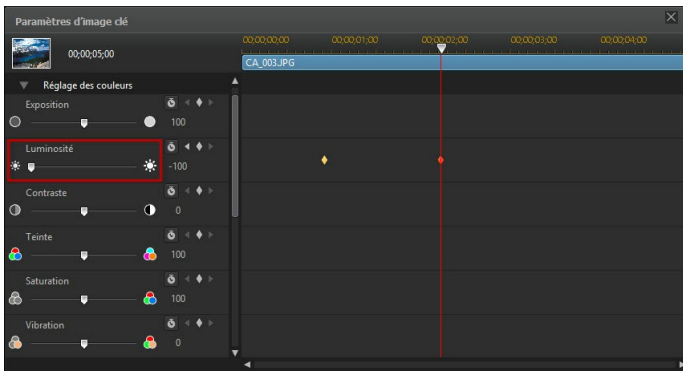 Paramètres d'image clé
00;00;05;00
00;00;00;00 00;00;01;00 00;00;02;00 00;00;03;00 00;00;04;00
CA_003.JPG
Réglage des couleurs
Exposition
100
Luminosité
-100
Contraste
0
Teinte
100
Saturation
100
Vibration
0